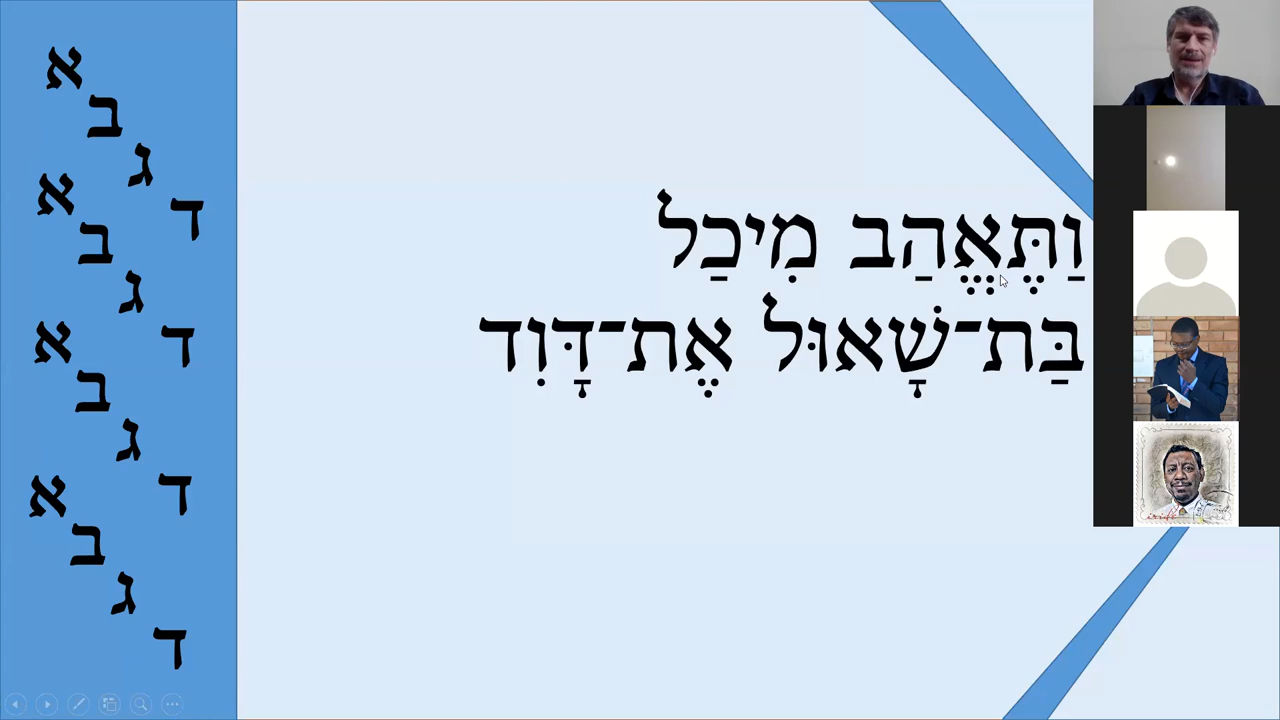 וַתֶּאֱהַב מִיכַל
בַּת־שָׁאוּל אֶת־דָּוִד
א
ב
ג
ד
א
ב
ג
ד
א
ב
ג
ד
א
ב
ג
ד